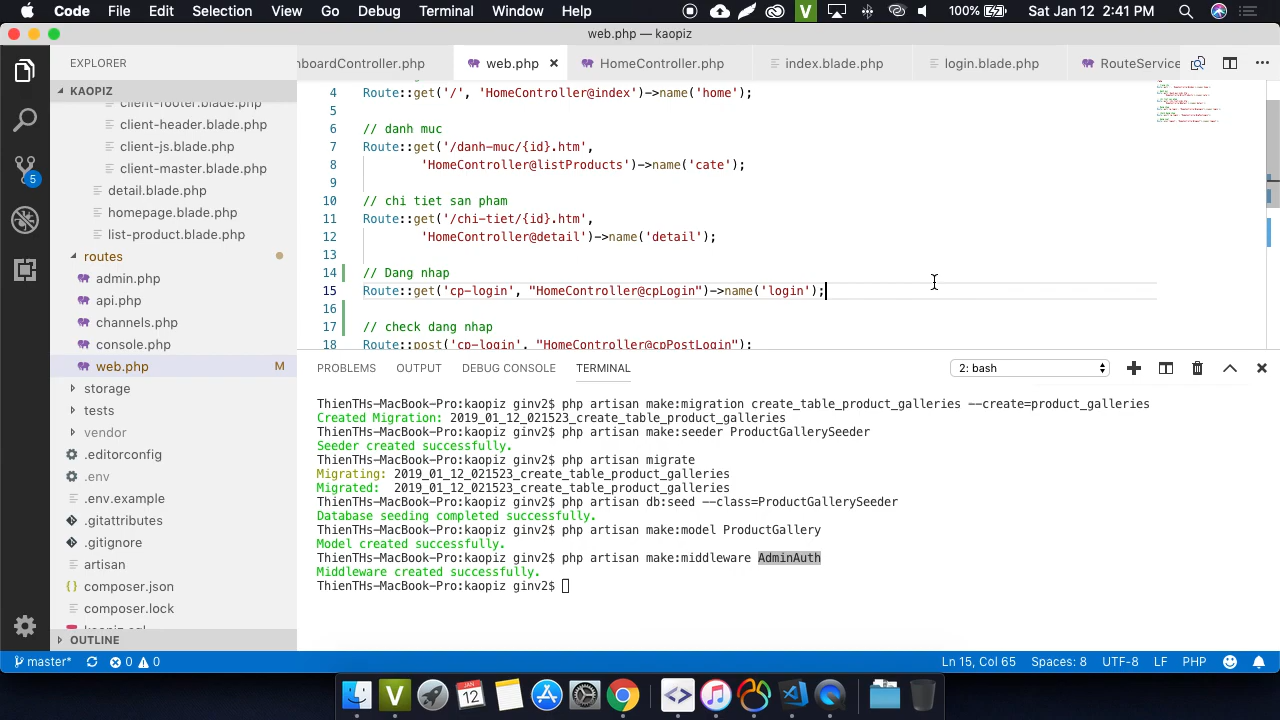 Code File Edit Selection View Go Debug Terminal Window Help
V 100% Sat Jan 12 2:41 PM
web.php — kaopiz
EXPLORER
KAOPIZ
client-footer.blade.php
client-header.blade.php
client-js.blade.php
client-master.blade.php
detail.blade.php
homepage.blade.php
list-product.blade.php
routes
admin.php
api.php
channels.php
console.php
web.php M
storage
tests
vendor
.editorconfig
.env
.env.example
.gitattributes
.gitignore
artisan
composer.json
composer.lock
kaopiz.sql
OUTLINE
5
hboardController.php web.php HomeController.php index.blade.php login.blade.php RouteService
4 Route::get('/', 'HomeController@index')->name('home');
5
6 // danh muc
7 Route::get('/danh-muc/{id}.htm',
8 'HomeController@listProducts')->name('cate');
9
10 // chi tiet san pham
11 Route::get('/chi-tiet/{id}.htm',
12 'HomeController@detail')->name('detail');
13
14 // Dang nhap
15 Route::get('cp-login', "HomeController@cpLogin")->name('login');
16
17 // check dang nhap
18 Route::post('cp-login', "HomeController@cpPostLogin");
PROBLEMS OUTPUT DEBUG CONSOLE TERMINAL 2: bash
ThienTHs-MacBook-Pro:kaopiz ginv2$ php artisan make:migration create_table_product_galleries --create=product_galleries
Created Migration: 2019_01_12_021523_create_table_product_galleries
ThienTHs-MacBook-Pro:kaopiz ginv2$ php artisan make:seeder ProductGallerySeeder
Seeder created successfully.
ThienTHs-MacBook-Pro:kaopiz ginv2$ php artisan migrate
Migrating: 2019_01_12_021523_create_table_product_galleries
Migrated: 2019_01_12_021523_create_table_product_galleries
ThienTHs-MacBook-Pro:kaopiz ginv2$ php artisan db:seed --class=ProductGallerySeeder
Database seeding completed successfully.
ThienTHs-MacBook-Pro:kaopiz ginv2$ php artisan make:model ProductGallery
Model created successfully.
ThienTHs-MacBook-Pro:kaopiz ginv2$ php artisan make:middleware AdminAuth
Middleware created successfully.
ThienTHs-MacBook-Pro:kaopiz ginv2$
master* 0 0 Ln 15, Col 65 Spaces: 8 UTF-8 LF PHP
V
JAN
12